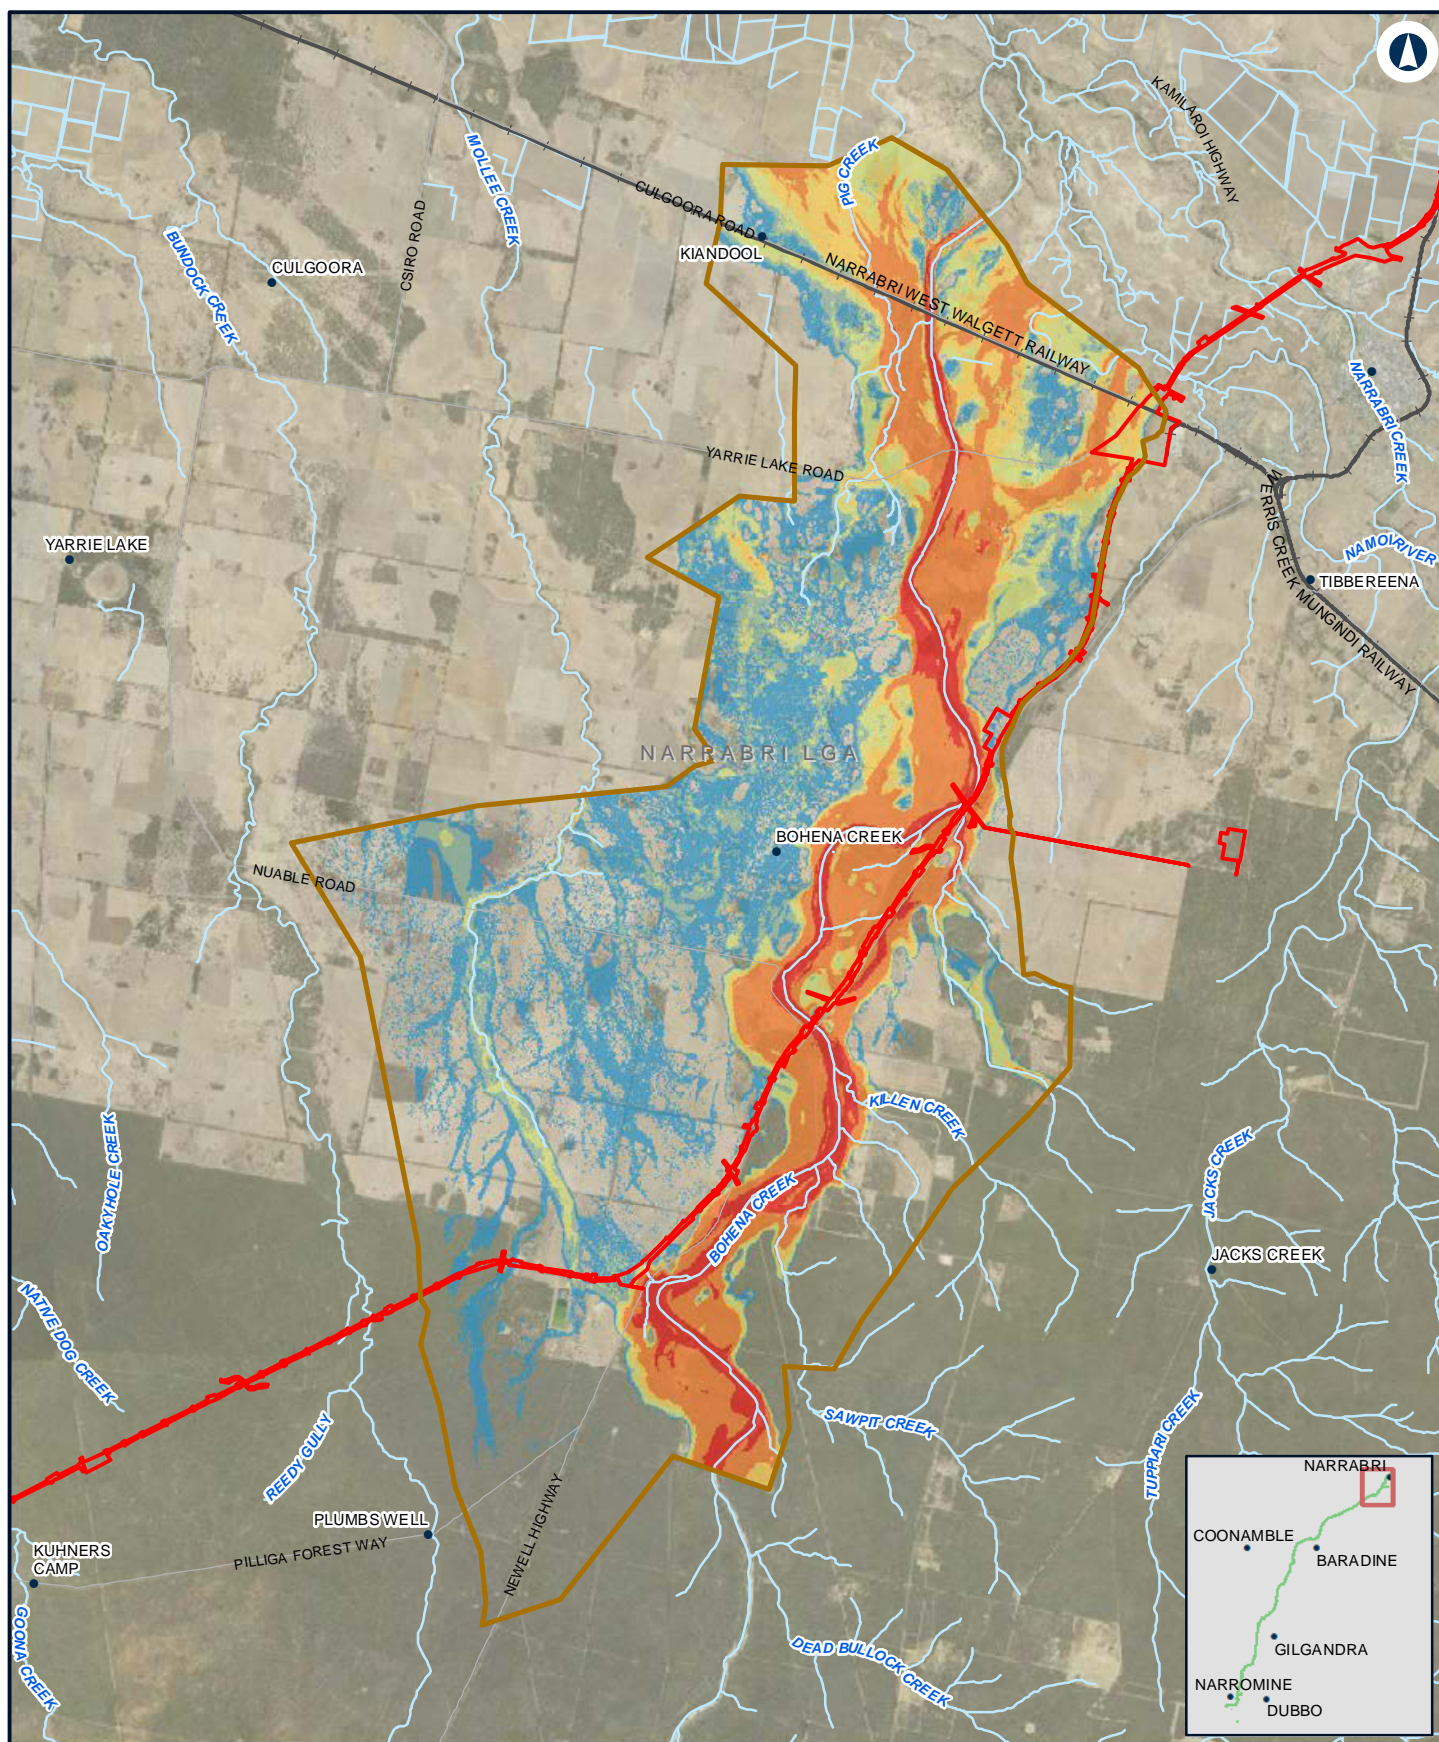 KAMILAROI HIGHWAY
PIG CREEK
MOLLEE CREEK
CULGOORA ROAD
CSIRO ROAD
BUNDOCK CREEK
KIANDOOL
CULGOORA
NARRABRI WEST WALGETT RAILWAY
NARRABRI CREEK
YARRIE LAKE ROAD
WERRIS CREEK MUNGINDI RAILWAY
YARRIE LAKE
NAMOI RIVER
TIBBEREENA
NARRABRI LGA
BOHENA CREEK
NUABLE ROAD
KILLEN CREEK
OAKYHOLE CREEK
JACKS CREEK
BOHENA CREEK
JACKS CREEK
NATIVE DOG CREEK
SAWPIT CREEK
TUPPIARI CREEK
REEDY GULLY
PLUMBS WELL
NEWELL HIGHWAY
PILLIGA FOREST WAY
KUHNERS
CAMP
GOONA CREEK
DEAD BULLOCK CREEK
NARRABRI
COONAMBLE
BARADINE
GILGANDRA
NARROMINE
DUBBO